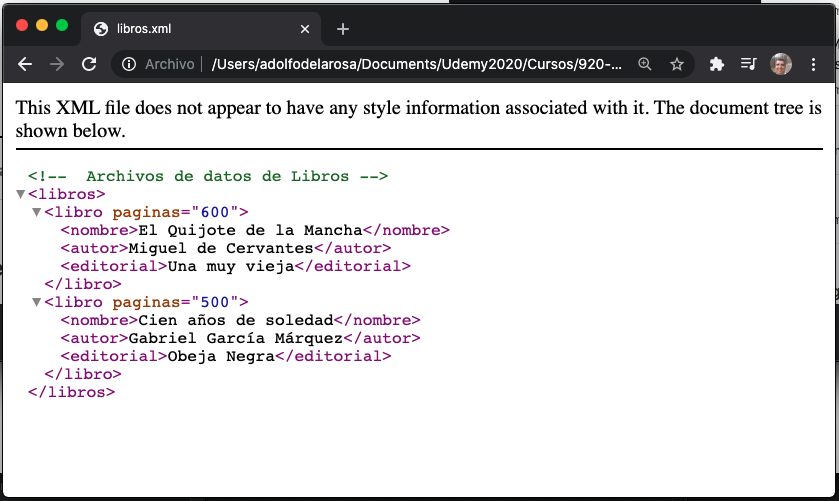 libros.xml
Archivo
/Users/adolfodelarosa/Documents/Udemy2020/Cursos/920-...
This XML file does not appear to have any style information associated with it. The document tree is
shown below.
<!--  Archivos de datos de Libros -->
<libros>
<libro paginas="600">
<nombre>El Quijote de la Mancha</nombre>
<autor>Miguel de Cervantes</autor>
<editorial>Una muy vieja</editorial>
</libro>
<libro paginas="500">
<nombre>Cien años de soledad</nombre>
<autor>Gabriel García Márquez</autor>
<editorial>Obeja Negra</editorial>
</libro>
</libros>